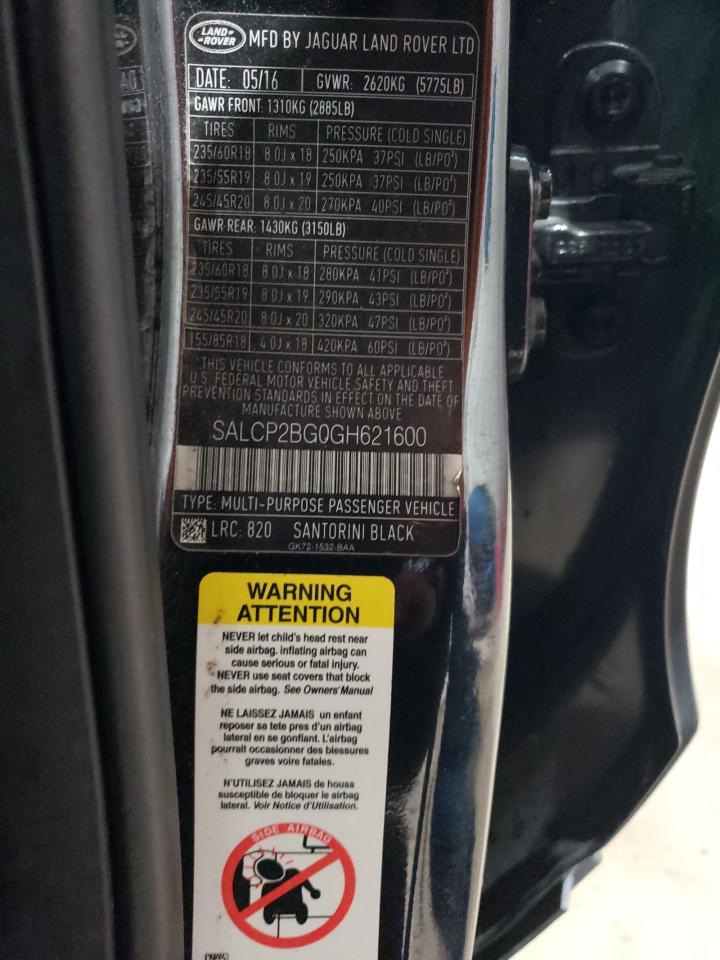 LAND-ROVER MFD BY JAGUAR LAND ROVER LTD
DATE: 05/16 GVWR: 2620KG (5775LB)
GAWR FRONT: 1310KG (2885LB)
TIRES RIMS PRESSURE (COLD SINGLE)
235/60R18 8.0J x 18 250KPA 37PSI (LB/PO²)
235/55R19 8.0J x 19 250KPA 37PSI (LB/PO²)
245/45R20 8.0J x 20 270KPA 40PSI (LB/PO²)
GAWR REAR: 1430KG (3150LB)
TIRES RIMS PRESSURE (COLD SINGLE)
235/60R18 8.0J x 18 280KPA 41PSI (LB/PO²)
235/55R19 8.0J x 19 290KPA 43PSI (LB/PO²)
245/45R20 8.0J x 20 320KPA 47PSI (LB/PO²)
155/85R18 4.0J x 18 420KPA 60PSI (LB/PO²)
THIS VEHICLE CONFORMS TO ALL APPLICABLE
U.S. FEDERAL MOTOR VEHICLE SAFETY AND THEFT
PREVENTION STANDARDS IN EFFECT ON THE DATE OF
MANUFACTURE SHOWN ABOVE
SALCP2BG0GH621600
TYPE: MULTI-PURPOSE PASSENGER VEHICLE
LRC: 820 SANTORINI BLACK
GK72-1532-BAA
WARNING
ATTENTION
NEVER let child's head rest near
side airbag. inflating airbag can
cause serious or fatal injury.
NEVER use seat covers that block
the side airbag. See Owners' Manual
NE LAISSEZ JAMAIS un enfant
reposer sa tete pres d'un airbag
lateral en se gonflant. L'airbag
pourrait occasionner des blessures
graves voire fatales.
N'UTILISEZ JAMAIS de houss
susceptible de bloquer le airbag
lateral. Voir Notice d'Utilisation.
SIDE AIRBAG